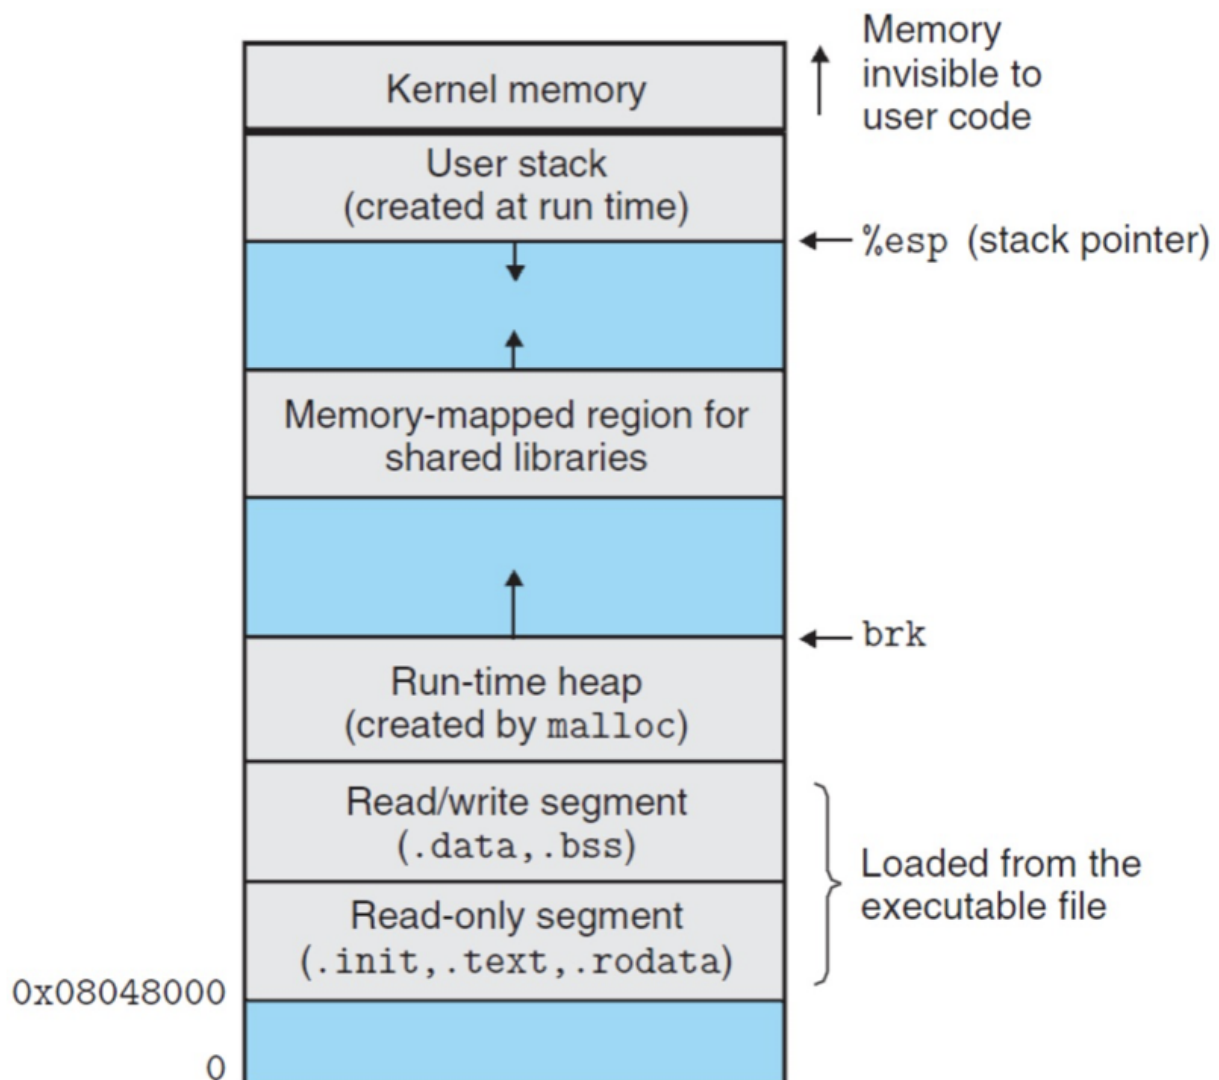 Memory
invisible to
user code
Kernel memory
User stack
(created at run time)
%esp (stack pointer)
Memory-mapped region for
shared libraries
brk
Run-time heap
(created by malloc)
Read/write segment
(.data,.bss)
Loaded from the
executable file
Read-only segment
(.init,.text,.rodata)
0x08048000
0